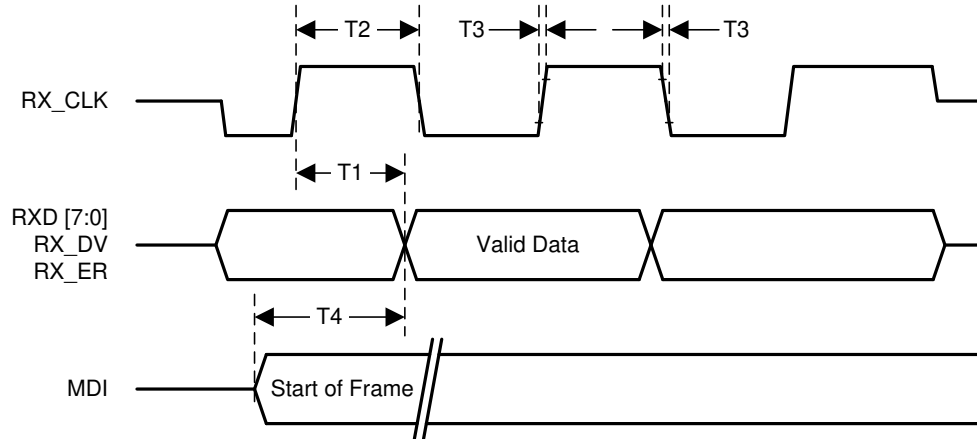 T2 T3 T3
RX_CLK
T1
RXD [7:0]
RX_DV Valid Data
RX_ER
T4
MDI Start of Frame